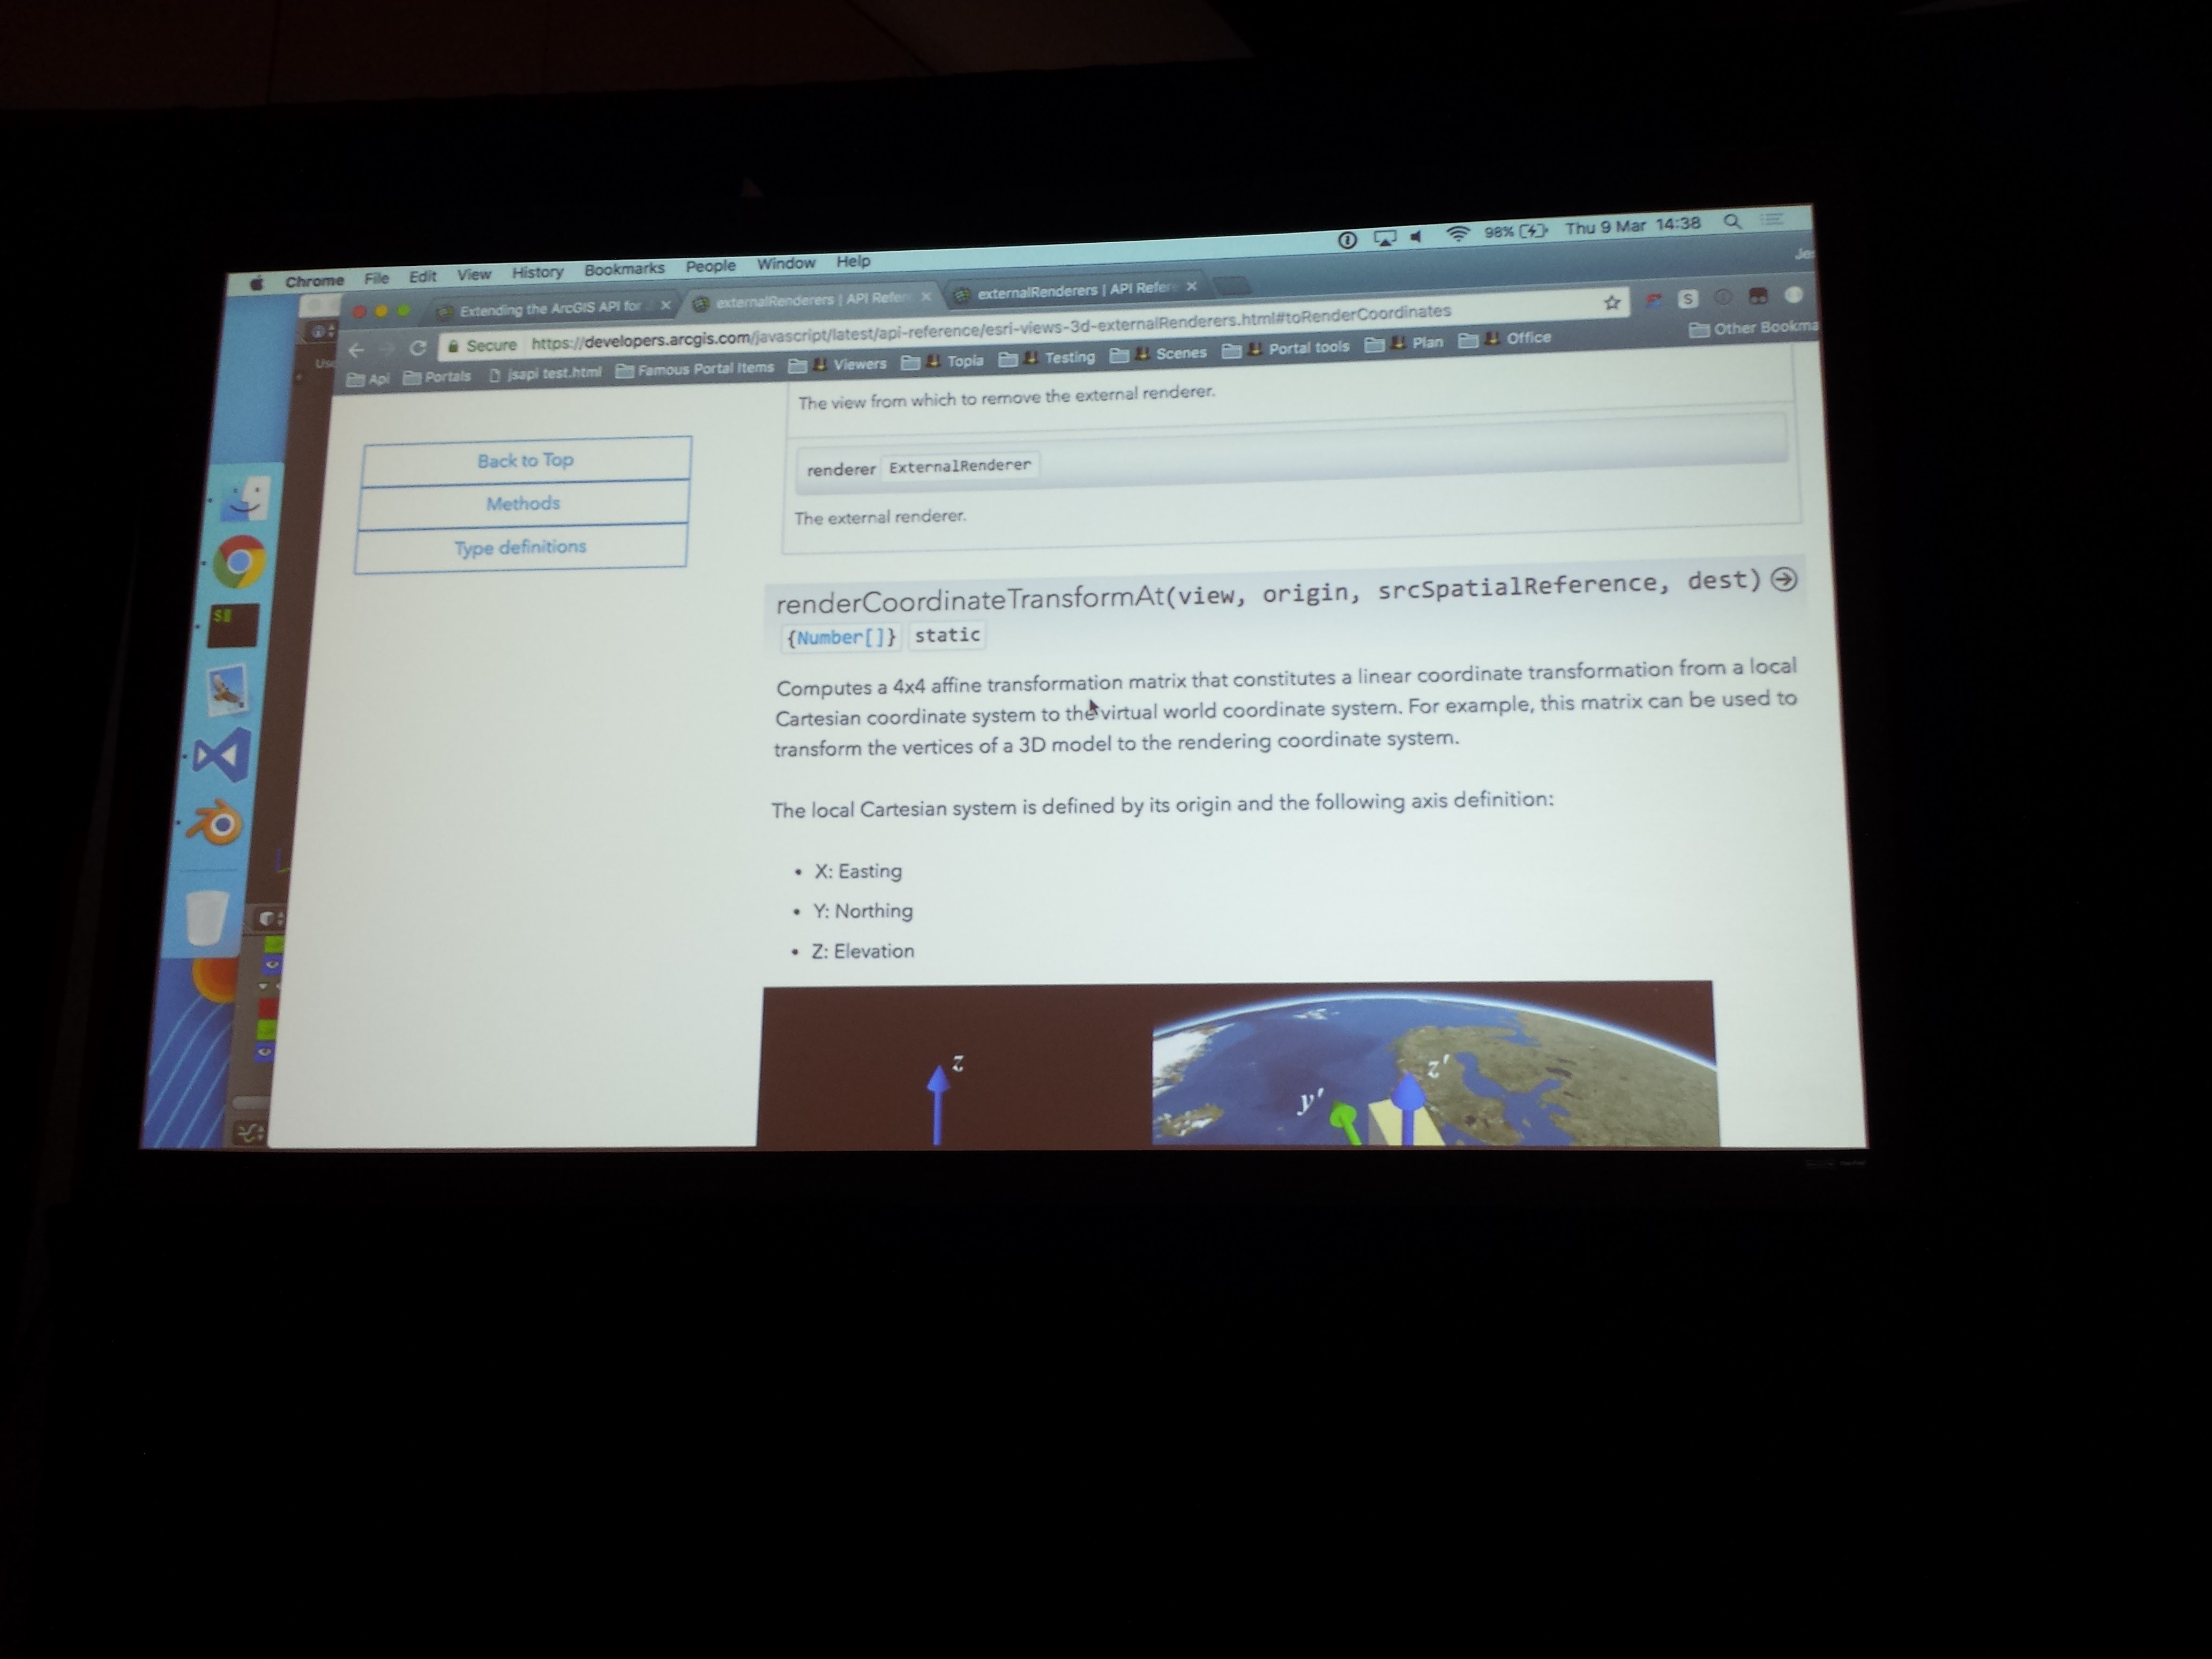 Chrome File Edit View History Bookmarks People Window Help 98% Thu 9 Mar 14:38
Extending the ArcGIS API for externalRenderers | API Refer externalRenderers | API Refer
Secure https://developers.arcgis.com/javascript/latest/api-reference/esri-views-3d-externalRenderers.html#toRenderCoordinates S
Api Portals jsapi test.html Famous Portal Items Viewers Topia Testing Scenes Portal tools Plan Office Other Bookma
Back to Top
Methods
Type definitions
The view from which to remove the external renderer.
renderer ExternalRenderer
The external renderer.
renderCoordinateTransformAt(view, origin, srcSpatialReference, dest)
{Number[]} static
Computes a 4x4 affine transformation matrix that constitutes a linear coordinate transformation from a local
Cartesian coordinate system to the virtual world coordinate system. For example, this matrix can be used to
transform the vertices of a 3D model to the rendering coordinate system.
The local Cartesian system is defined by its origin and the following axis definition:
• X: Easting
• Y: Northing
• Z: Elevation
z
z'
y'